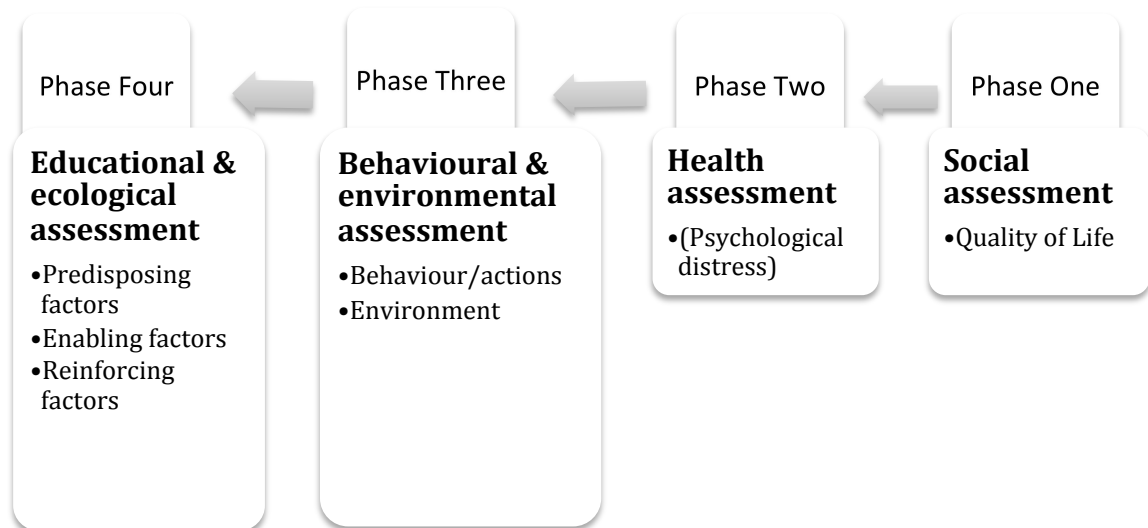 Phase Four
Educational &
ecological
assessment
•Predisposing
factors
•Enabling factors
•Reinforcing
factors
Phase Three
Behavioural &
environmental
assessment
•Behaviour/actions
•Environment
Phase Two
Health
assessment
•(Psychological
distress)
Phase One
Social
assessment
•Quality of Life